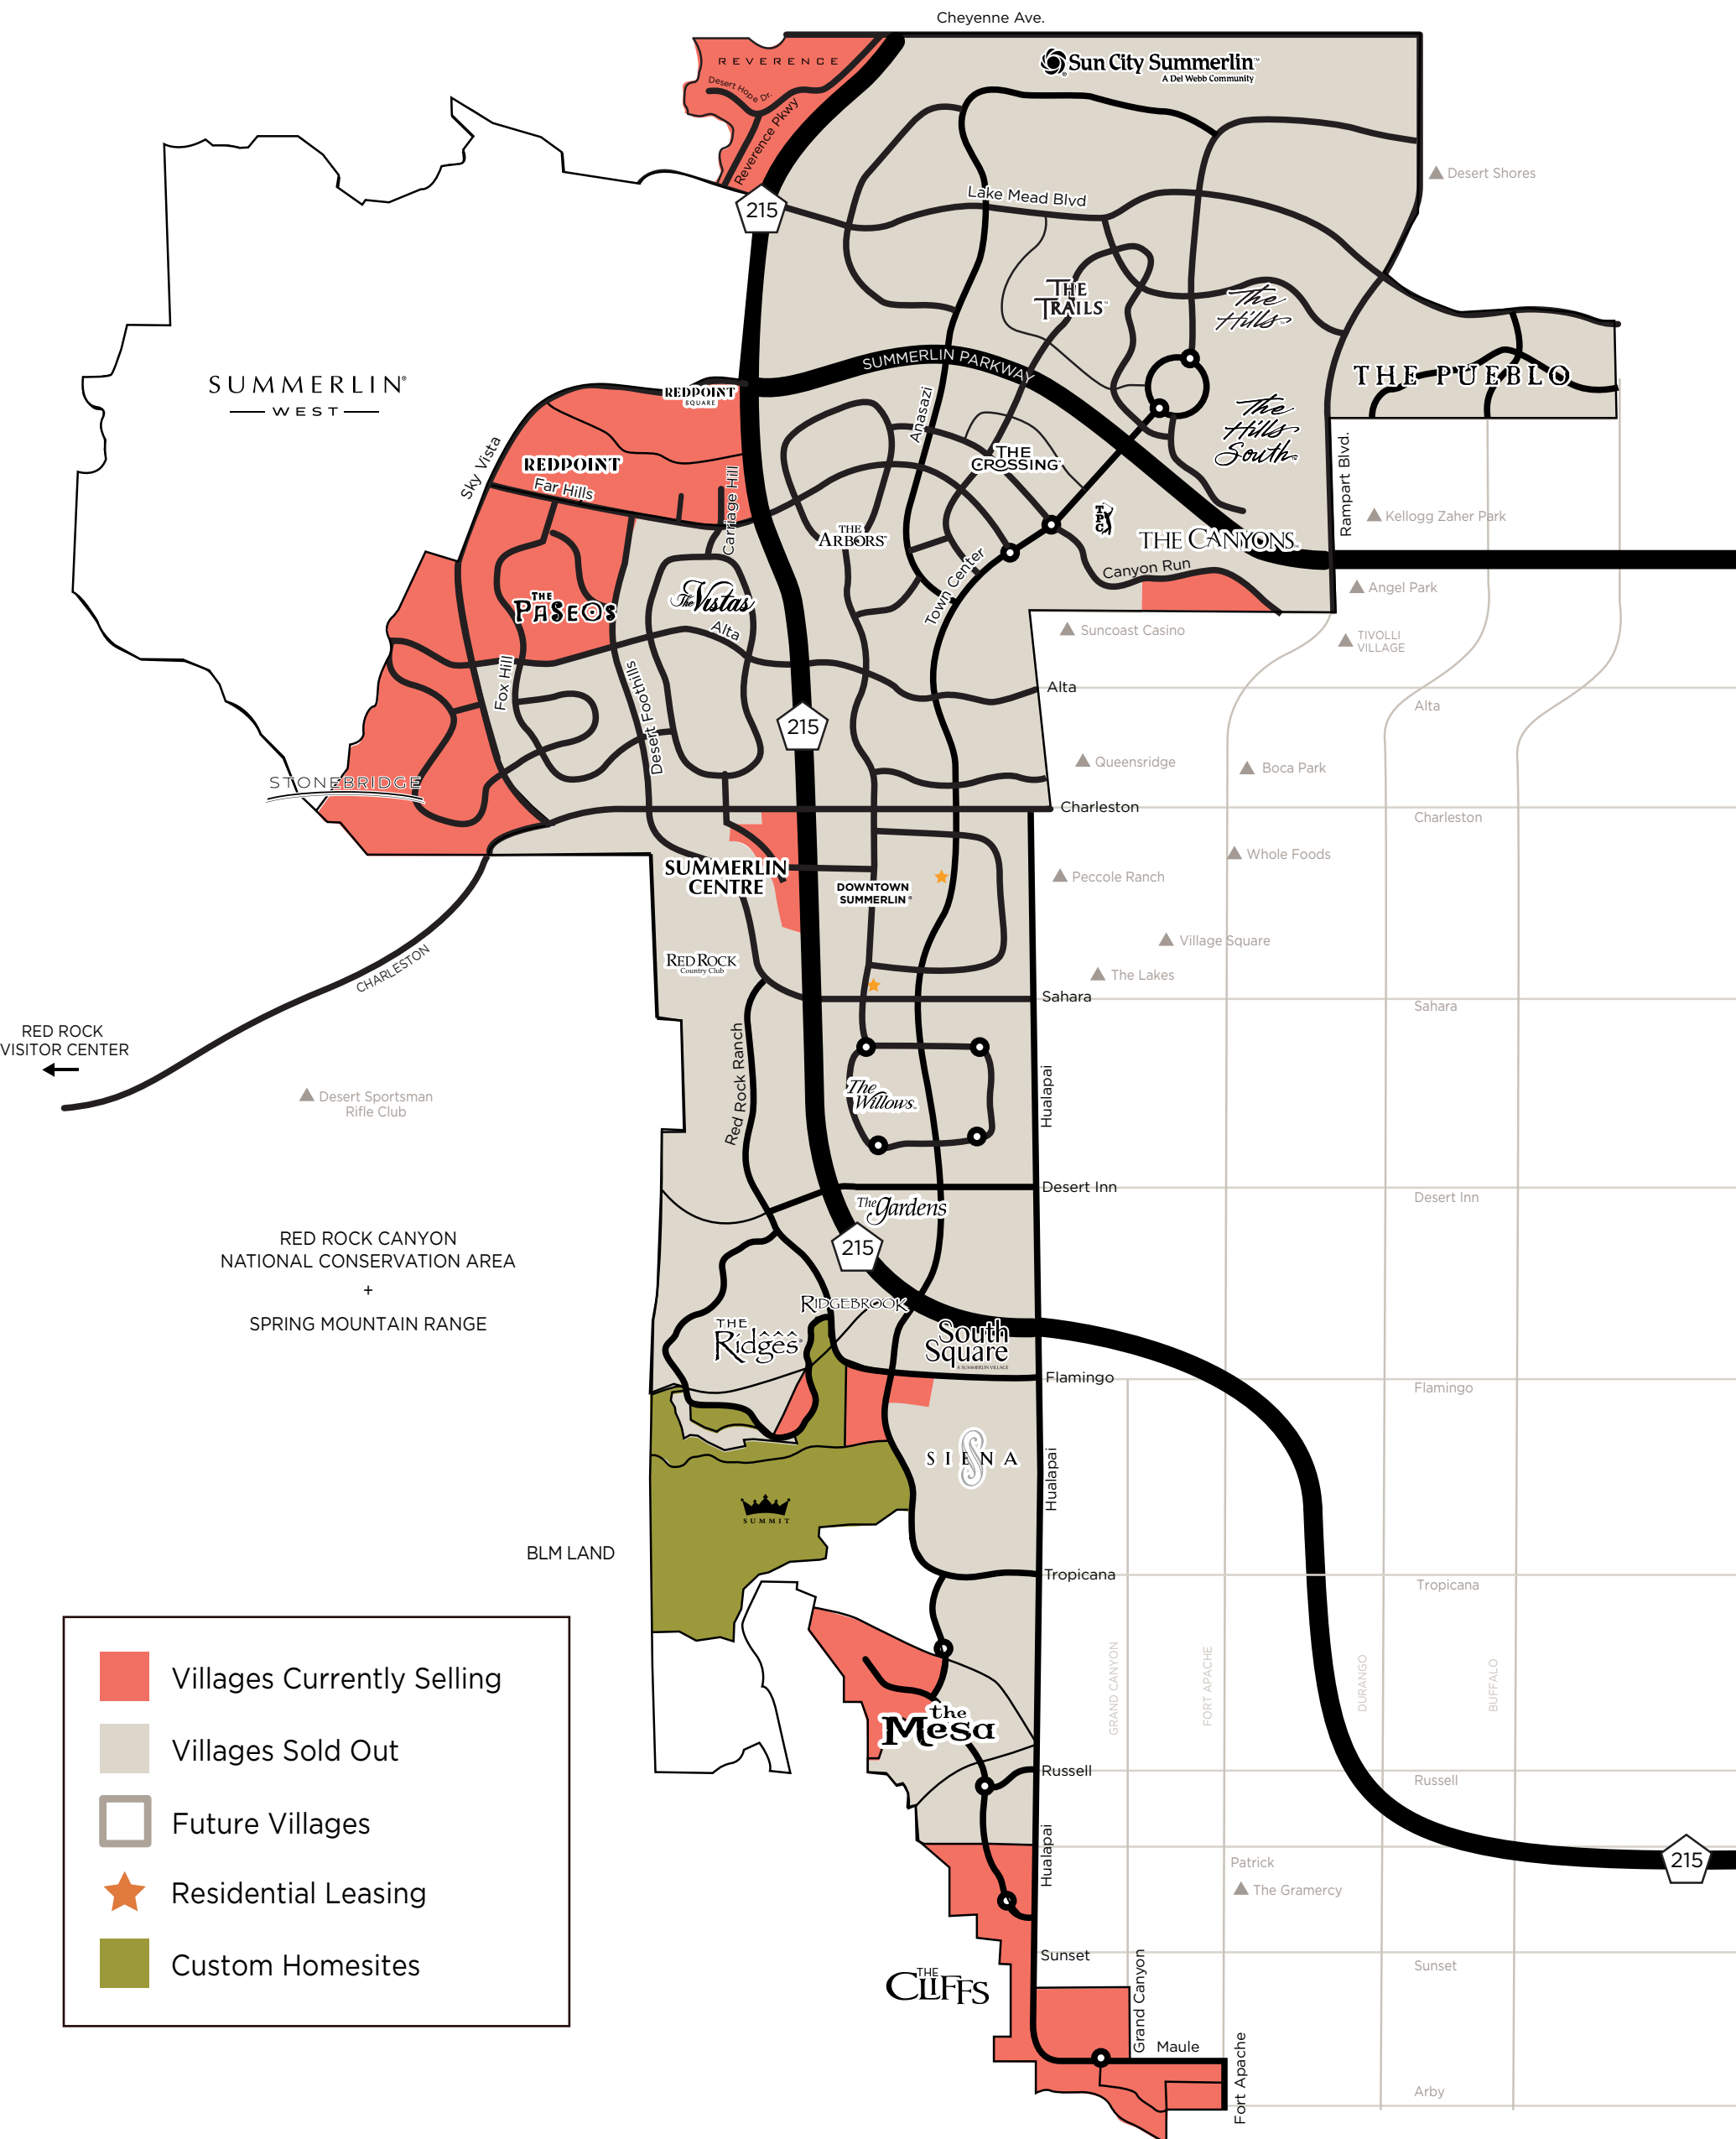 Cheyenne Ave.
REVERENCE
Desert Hope Dr.
Reverence Pkwy
Sun City Summerlin™
A Del Webb Community
Desert Shores
215
Lake Mead Blvd
THE
TRAILS™
The
Hills™
SUMMERLIN PARKWAY
THE PUEBLO
SUMMERLIN®
WEST
REDPOINT
SQUARE
Sky Vista
REDPOINT
Far Hills
Carriage Hill
Anasazi
THE
CROSSING™
The
Hills
South™
Rampart Blvd.
Kellogg Zaher Park
TPC
THE
ARBORS™
THE CANYONS™
Canyon Run
Angel Park
Town Center
THE
PASEOS
The Vistas
Alta
Suncoast Casino
TIVOLLI
VILLAGE
Fox Hill
Desert Foothills
Alta
Alta
215
Queensridge
Boca Park
STONEBRIDGE
Charleston
Charleston
SUMMERLIN
CENTRE
DOWNTOWN
SUMMERLIN®
Whole Foods
Peccole Ranch
Village Square
RED ROCK
Country Club
The Lakes
CHARLESTON
Sahara
Sahara
RED ROCK
VISITOR CENTER
Desert Sportsman
Rifle Club
Red Rock Ranch
The
Willows™
Hualapai
Desert Inn
Desert Inn
The Gardens
RED ROCK CANYON
NATIONAL CONSERVATION AREA
+
SPRING MOUNTAIN RANGE
215
RIDGEBROOK
THE
Ridges®
South
Square
A SUMMERLIN VILLAGE
Flamingo
Flamingo
SIENA
Hualapai
SUMMIT
BLM LAND
Tropicana
Tropicana
GRAND CANYON
FORT APACHE
DURANGO
BUFFALO
the
Mesa
Russell
Russell
Hualapai
Patrick
The Gramercy
215
Sunset
Sunset
THE
CLIFFS
Grand Canyon
Maule
Fort Apache
Arby
Villages Currently Selling
Villages Sold Out
Future Villages
Residential Leasing
Custom Homesites